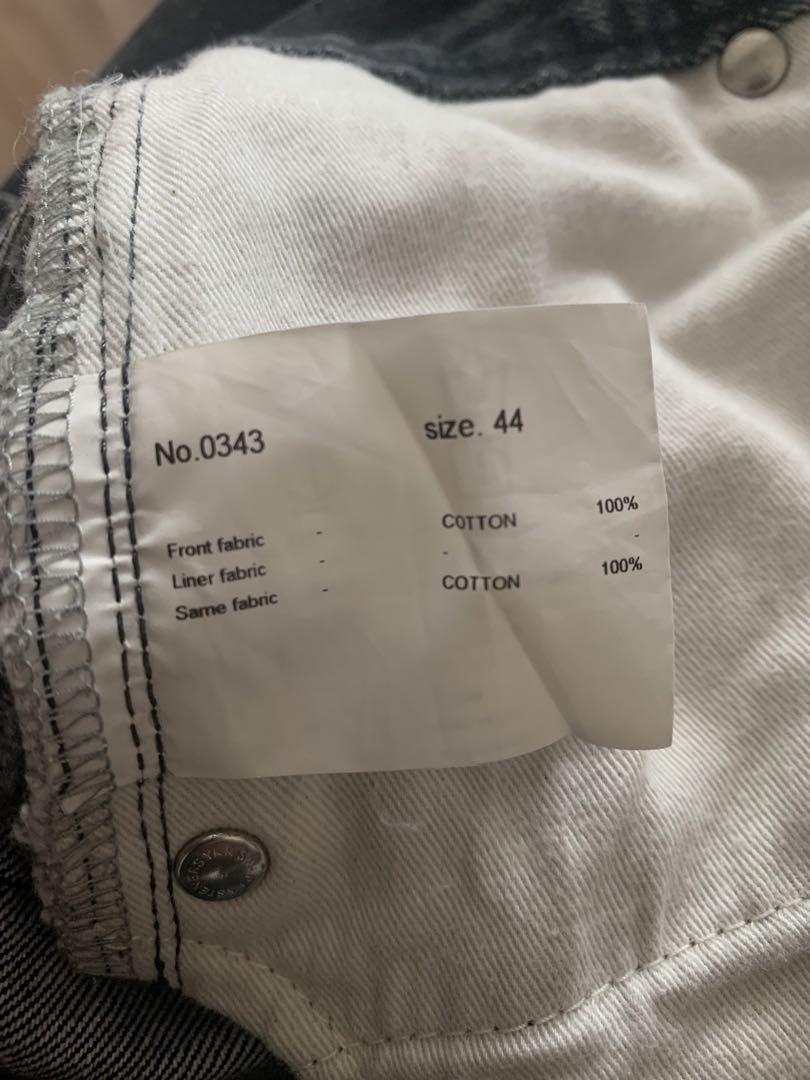 No.0343 size. 44
Front fabric - COTTON 100%
Liner fabric - - -
Same fabric - COTTON 100%